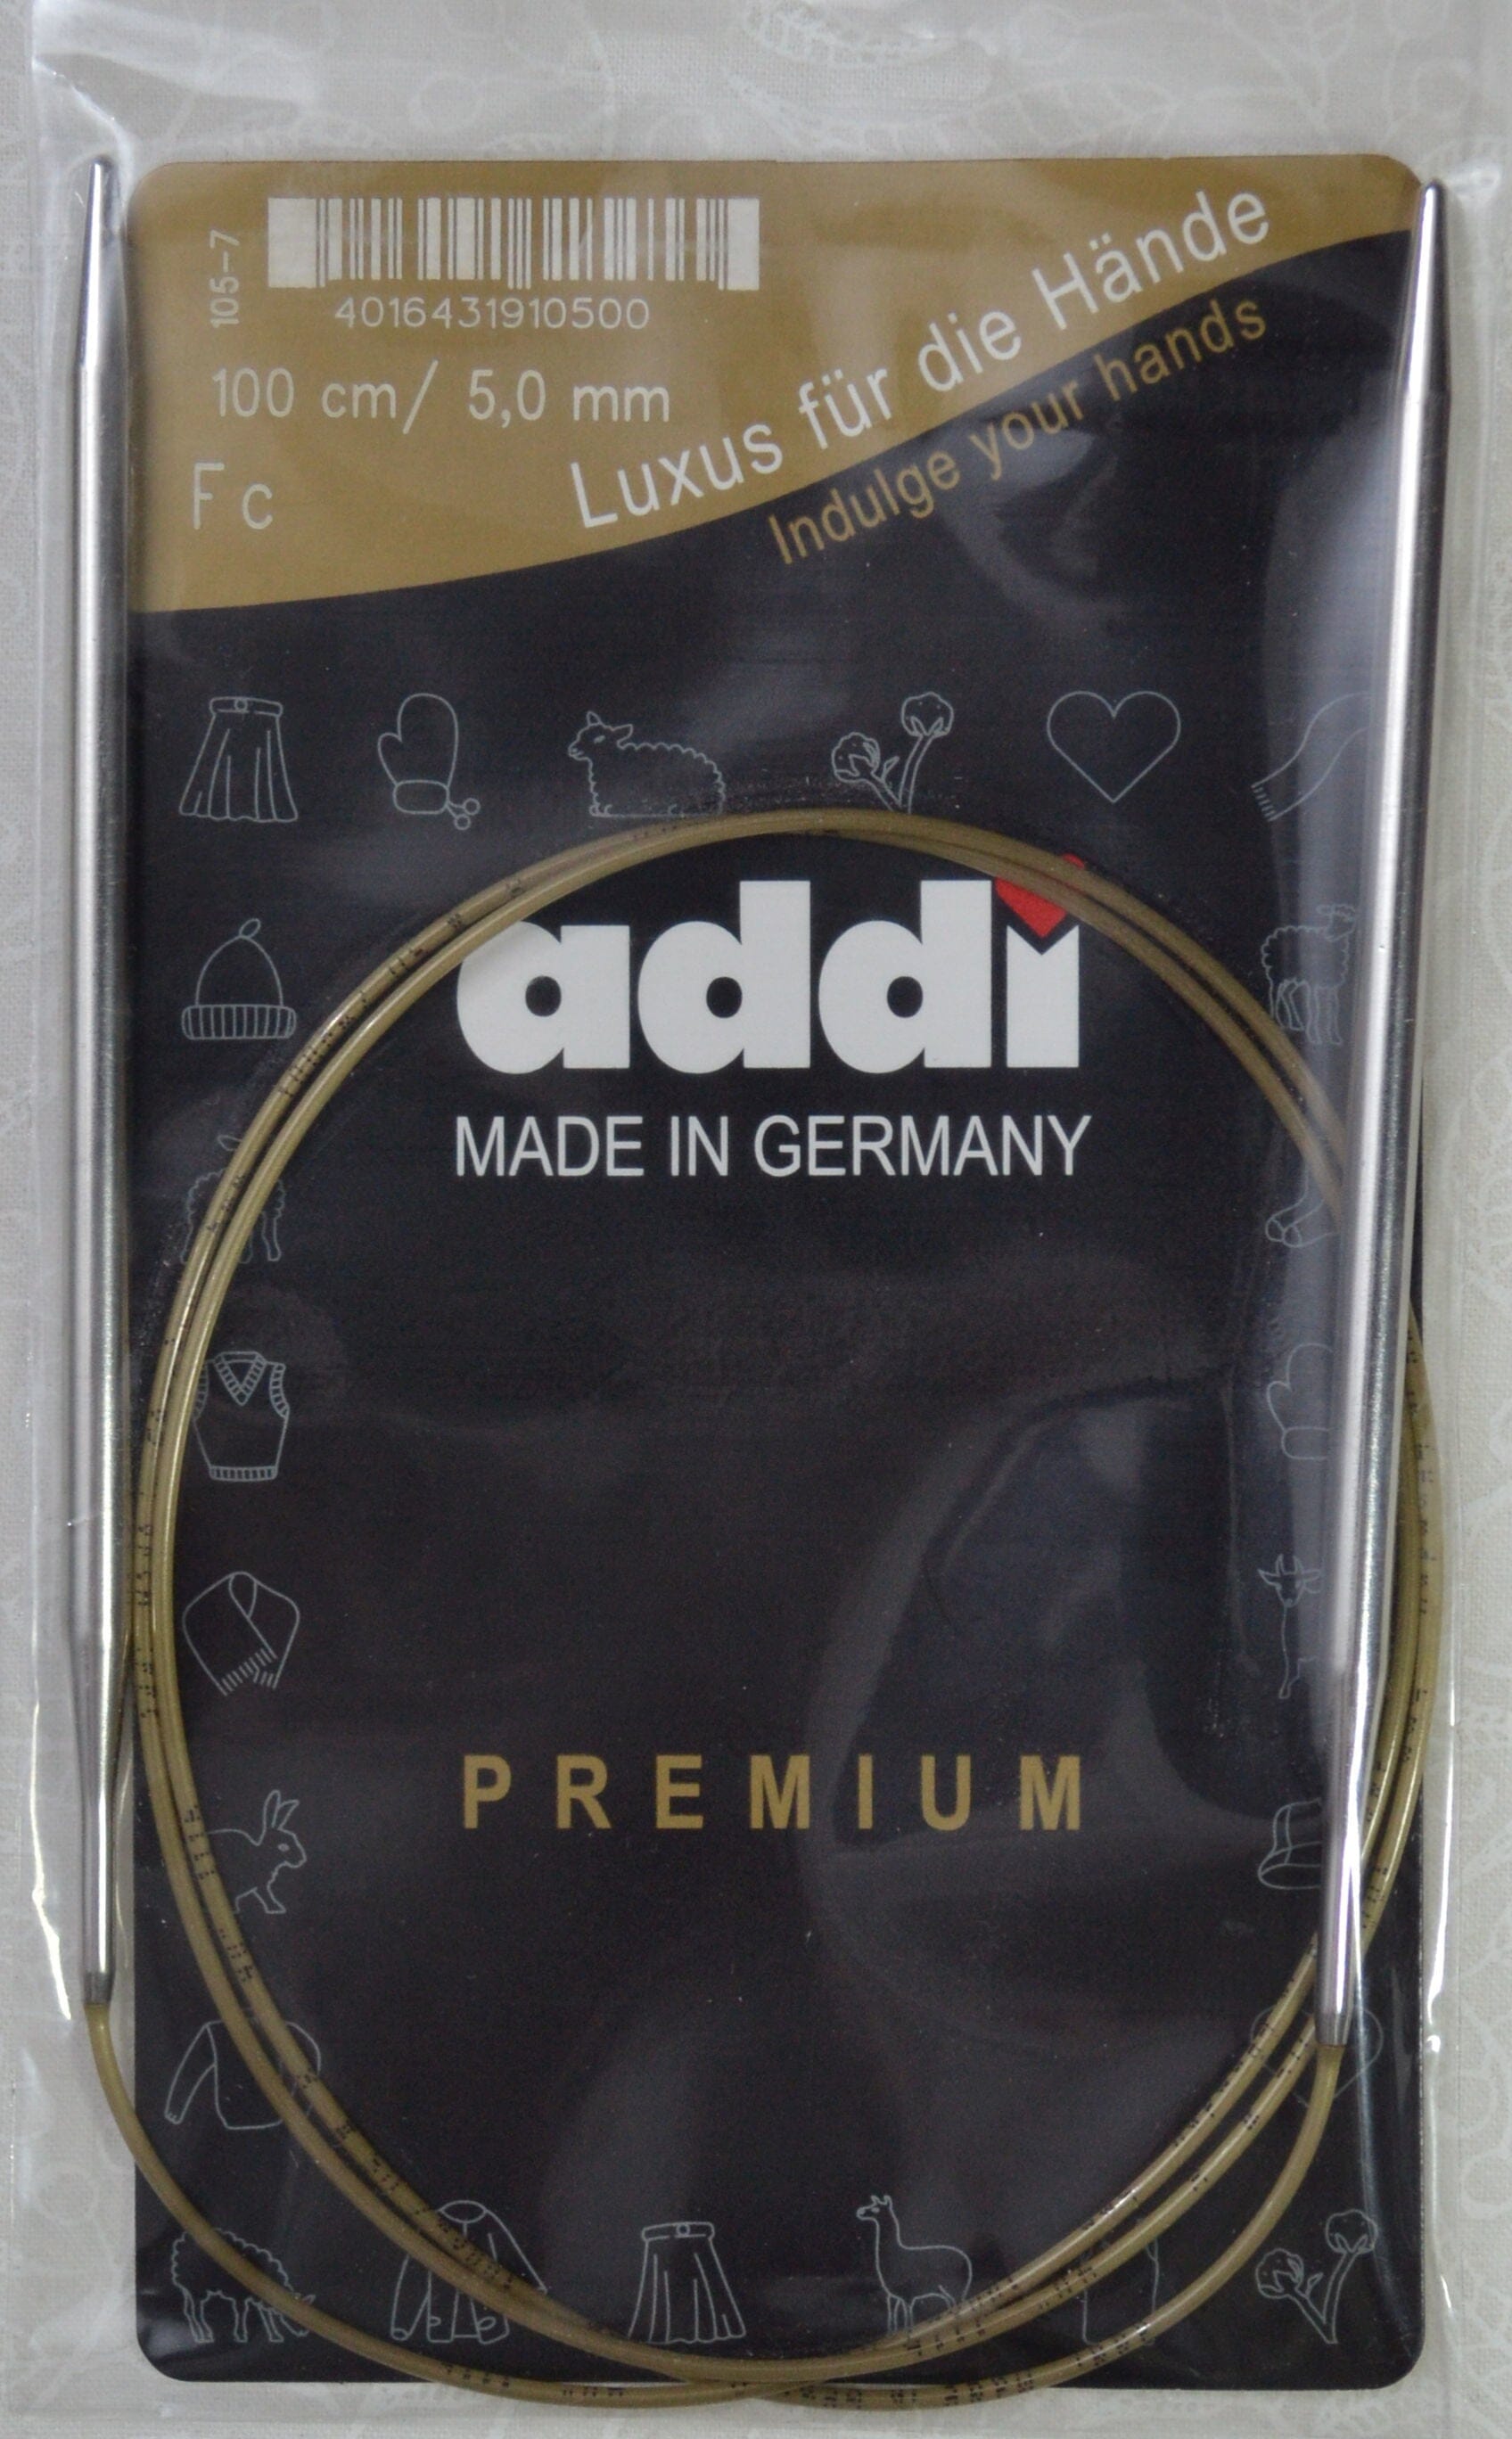 105-7
4016431910500
100 cm/ 5,0 mm
Fc
Luxus für die Hände
Indulge your hands
addi
MADE IN GERMANY
PREMIUM